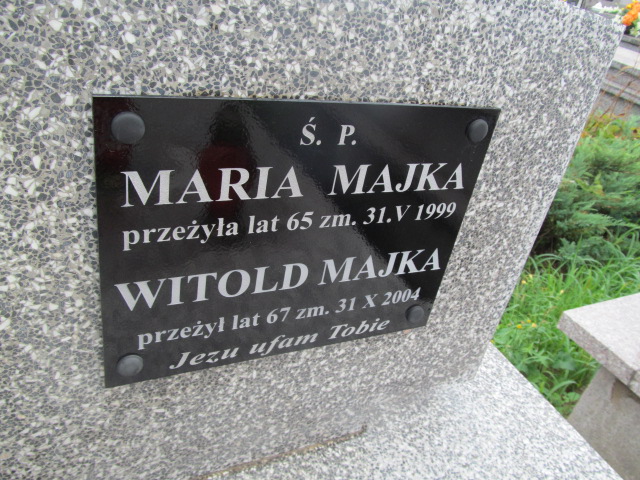 Ś. P.
MARIA MAJKA
przeżyła lat 65 zm. 31.V 1999
WITOLD MAJKA
przeżył lat 67 zm. 31 X 2004
Jezu ufam Tobie